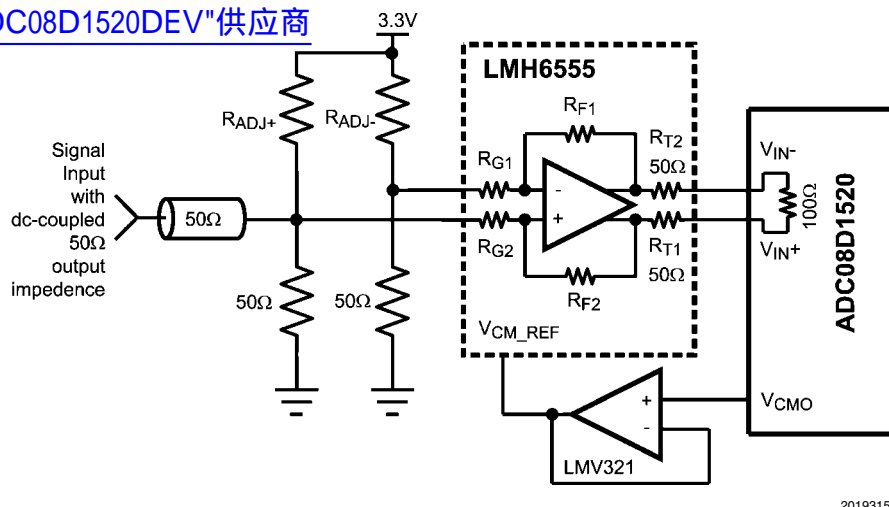 DC08D1520DEV"供应商
3.3V
LMH6555
RADJ+
RADJ-
RF1
RT2
50Ω
RG1
VIN-
Signal
Input
with
dc-coupled
50Ω
output
impedence
50Ω
-
+
100Ω
ADC08D1520
RG2
RT1
50Ω
VIN+
50Ω
50Ω
RF2
VCM_REF
+
-
VCMO
LMV321
2019315